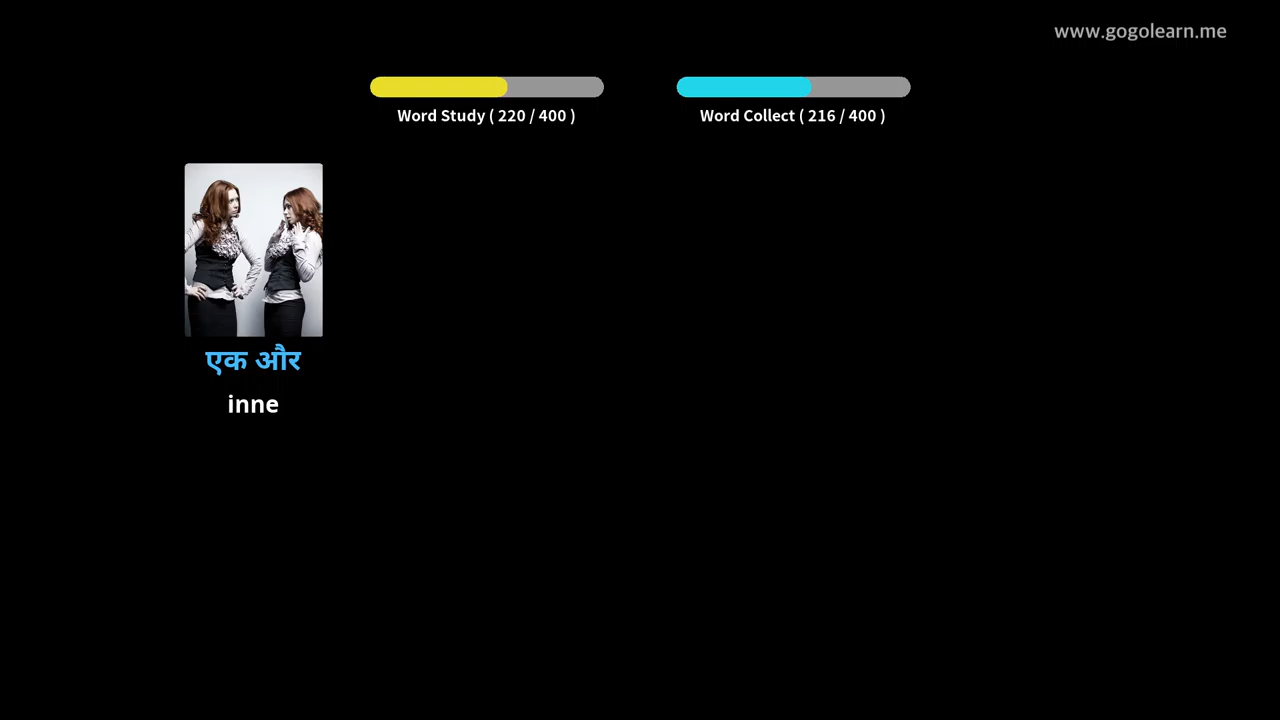 www.gogolearn.me
Word Study ( 220 / 400 )
Word Collect ( 216 / 400 )
एक और
inne